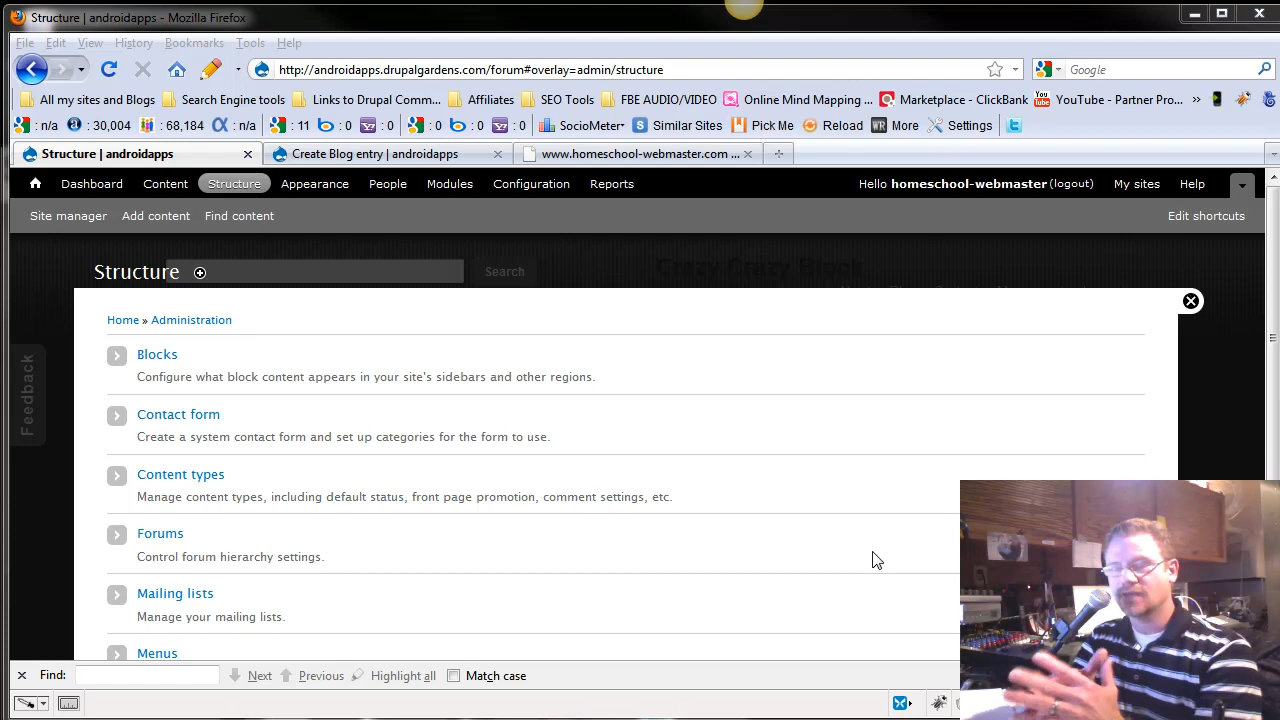 Structure | androidapps - Mozilla Firefox
File Edit View History Bookmarks Tools Help
http://androidapps.drupalgardens.com/forum#overlay=admin/structure
Google
All my sites and Blogs Search Engine tools Links to Drupal Comm... Affiliates SEO Tools FBE AUDIO/VIDEO Online Mind Mapping ... Marketplace - ClickBank YouTube - Partner Pro... »
: n/a : 30,004 : 68,184 : n/a : 11 : 0 : 0 : 0 : 0 : 0 SocioMeter Similar Sites Pick Me Reload WR More Settings
Structure | androidapps Create Blog entry | androidapps www.homeschool-webmaster.com ...
Dashboard Content Structure Appearance People Modules Configuration Reports Hello homeschool-webmaster (logout) My sites Help
Site manager Add content Find content Edit shortcuts
Crazy Crazy Block
Structure Search
Home » Administration
Blocks
Configure what block content appears in your site's sidebars and other regions.
Feedback
Contact form
Create a system contact form and set up categories for the form to use.
Content types
Manage content types, including default status, front page promotion, comment settings, etc.
Forums
Control forum hierarchy settings.
Mailing lists
Manage your mailing lists.
Menus
Find: Next Previous Highlight all Match case